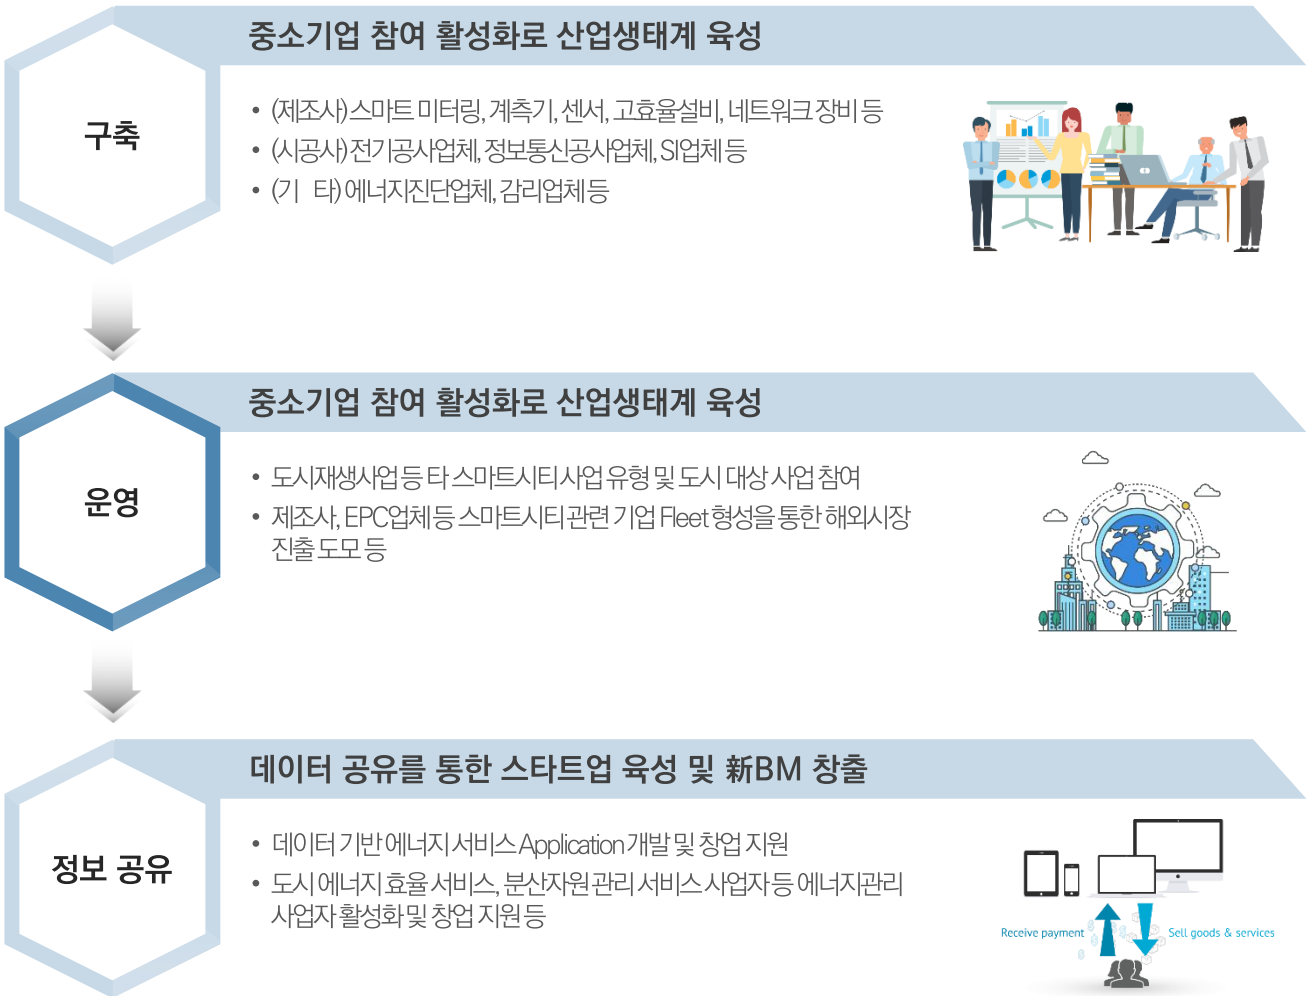 중소기업 참여 활성화로 산업생태계 육성
구축
• (제조사) 스마트 미터링, 계측기, 센서, 고효율설비, 네트워크 장비 등
• (시공사) 전기공사업체, 정보통신공사업체, SI업체 등
• (기 타) 에너지진단업체, 감리업체 등
중소기업 참여 활성화로 산업생태계 육성
운영
• 도시재생사업 등 타 스마트시티 사업 유형 및 도시 대상 사업 참여
• 제조사, EPC업체 등 스마트시티 관련 기업 Fleet 형성을 통한 해외시장
진출 도모 등
데이터 공유를 통한 스타트업 육성 및 新BM 창출
정보 공유
• 데이터 기반 에너지 서비스 Application 개발 및 창업 지원
• 도시 에너지 효율 서비스, 분산자원 관리 서비스 사업자 등 에너지관리
사업자 활성화 및 창업 지원 등
Receive payment
Sell goods & services